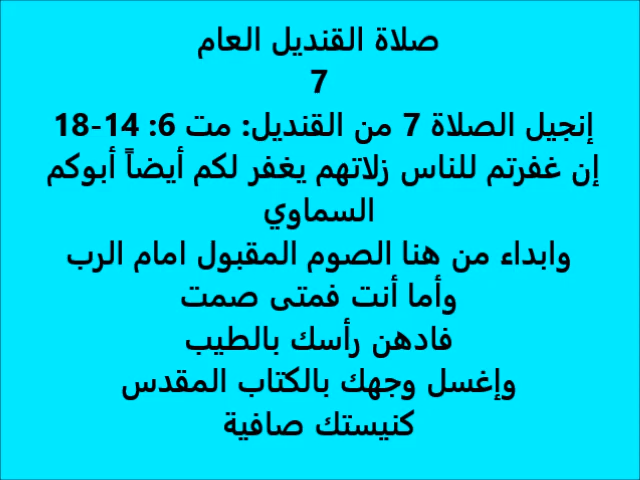 صلاة القنديل العام
7
إنجيل الصلاة 7 من القنديل: مت 6: 14-18
إن غفرتم للناس زلاتهم يغفر لكم أيضاً أبوكم
السماوي
وابداء من هنا الصوم المقبول امام الرب
وأما أنت فمتى صمت
فادهن رأسك بالطيب
وإغسل وجهك بالكتاب المقدس
كنيستك صافية